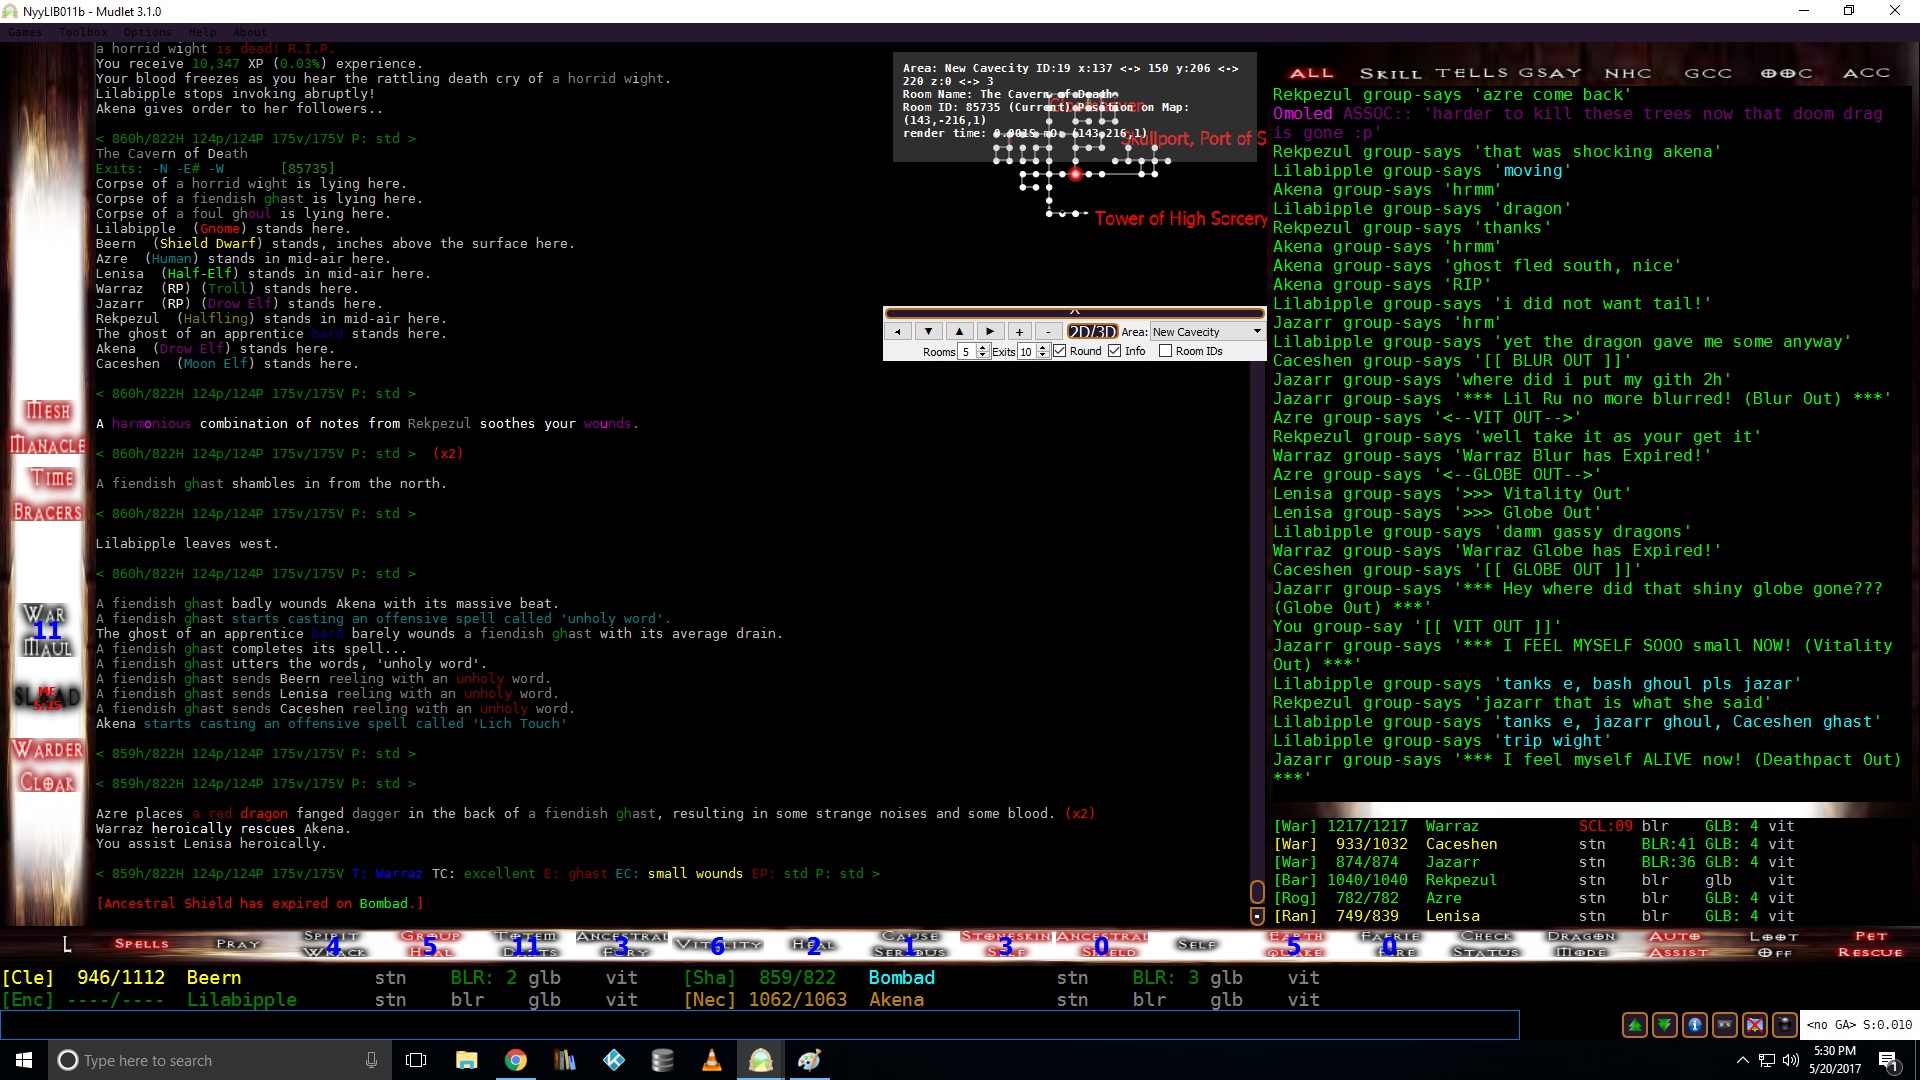 NyyLIB011b - Mudlet 3.1.0
Games Toolbox Options Help About
a horrid wight is dead! R.I.P.
You receive 10,347 XP (0.03%) experience.
Your blood freezes as you hear the rattling death cry of a horrid wight.
Lilabipple stops invoking abruptly!
Akena gives order to her followers..
< 860h/822H 124p/124P 175v/175V P: std >
The Cavern of Death
Exits: -N -E# -W [85735]
Corpse of a horrid wight is lying here.
Corpse of a fiendish ghast is lying here.
Corpse of a foul ghoul is lying here.
Lilabipple (Gnome) stands here.
Beern (Shield Dwarf) stands, inches above the surface here.
Azre (Human) stands in mid-air here.
Lenisa (Half-Elf) stands in mid-air here.
Warraz (RP) (Troll) stands here.
Jazarr (RP) (Drow Elf) stands here.
Rekpezul (Halfling) stands in mid-air here.
The ghost of an apprentice bard stands here.
Akena (Drow Elf) stands here.
Caceshen (Moon Elf) stands here.
< 860h/822H 124p/124P 175v/175V P: std >
A harmonious combination of notes from Rekpezul soothes your wounds.
< 860h/822H 124p/124P 175v/175V P: std > (x2)
A fiendish ghast shambles in from the north.
< 860h/822H 124p/124P 175v/175V P: std >
Lilabipple leaves west.
< 860h/822H 124p/124P 175v/175V P: std >
A fiendish ghast badly wounds Akena with its massive beat.
A fiendish ghast starts casting an offensive spell called 'unholy word'.
The ghost of an apprentice bard barely wounds a fiendish ghast with its average drain.
A fiendish ghast completes its spell...
A fiendish ghast utters the words, 'unholy word'.
A fiendish ghast sends Beern reeling with an unholy word.
A fiendish ghast sends Lenisa reeling with an unholy word.
A fiendish ghast sends Caceshen reeling with an unholy word.
Akena starts casting an offensive spell called 'Lich Touch'
< 859h/822H 124p/124P 175v/175V P: std >
< 859h/822H 124p/124P 175v/175V P: std >
Azre places a red dragon fanged dagger in the back of a fiendish ghast, resulting in some strange noises and some blood. (x2)
Warraz heroically rescues Akena.
You assist Lenisa heroically.
< 859h/822H 124p/124P 175v/175V T: Warraz TC: excellent E: ghast EC: small wounds EP: std P: std >
[Ancestral Shield has expired on Bombad.]
Mesh
Manacle
Time
Bracers
War
11
Maul
ME
5:25
Warder
Cloak
Area: New Cavecity ID:19 x:137 <-> 150 y:206 <->
220 z:0 <-> 3
Room Name: The Cavern of Death
Room ID: 85735 (Current) Position on Map:
(143,-216,1)
render time: 0.001S mO: (143,216,1)
Skullport, Port of S
Tower of High Sorcery
2D/3D Area: New Cavecity
Rooms 5 Exits 10 Round Info Room IDs
All Skill Tells Gsay NHC GCC OOC ACC
Rekpezul group-says 'azre come back'
Omoled ASSOC:: 'harder to kill these trees now that doom drag
is gone :p'
Rekpezul group-says 'that was shocking akena'
Lilabipple group-says 'moving'
Akena group-says 'hrmm'
Lilabipple group-says 'dragon'
Rekpezul group-says 'thanks'
Akena group-says 'hrmm'
Akena group-says 'ghost fled south, nice'
Akena group-says 'RIP'
Lilabipple group-says 'i did not want tail!'
Jazarr group-says 'hrm'
Lilabipple group-says 'yet the dragon gave me some anyway'
Caceshen group-says '[[ BLUR OUT ]]'
Jazarr group-says 'where did i put my gith 2h'
Jazarr group-says '*** Lil Ru no more blurred! (Blur Out) ***'
Azre group-says '<--VIT OUT-->'
Rekpezul group-says 'well take it as your get it'
Warraz group-says 'Warraz Blur has Expired!'
Azre group-says '<--GLOBE OUT-->'
Lenisa group-says '>>> Vitality Out'
Lenisa group-says '>>> Globe Out'
Lilabipple group-says 'damn gassy dragons'
Warraz group-says 'Warraz Globe has Expired!'
Caceshen group-says '[[ GLOBE OUT ]]'
Jazarr group-says '*** Hey where did that shiny globe gone???
(Globe Out) ***'
You group-say '[[ VIT OUT ]]'
Jazarr group-says '*** I FEEL MYSELF SOOO small NOW! (Vitality
Out) ***'
Lilabipple group-says 'tanks e, bash ghoul pls jazar'
Rekpezul group-says 'jazarr that is what she said'
Lilabipple group-says 'tanks e, jazarr ghoul, Caceshen ghast'
Lilabipple group-says 'trip wight'
Jazarr group-says '*** I feel myself ALIVE now! (Deathpact Out)
***'
[War] 1217/1217 Warraz SCL:09 blr GLB: 4 vit
[War] 933/1032 Caceshen stn BLR:41 GLB: 4 vit
[War] 874/874 Jazarr stn BLR:36 GLB: 4 vit
[Bar] 1040/1040 Rekpezul stn blr glb vit
[Rog] 782/782 Azre stn blr GLB: 4 vit
[Ran] 749/839 Lenisa stn blr GLB: 4 vit
L Spells Pray Spirit Wrack 4 Group Heal 5 Totem 11 Ancestral Fury 3 Vitality 6 Heal 2 Cause Serious 1 Stoneskin Self 3 Ancestral Shield 0 Self Earth Quake 5 Faerie Fire 0 Check Status Dragon Mode Auto Assist Loot Off Pet Rescue
[Cle] 946/1112 Beern stn BLR: 2 glb vit [Sha] 859/822 Bombad stn BLR: 3 glb vit
[Enc] ----/---- Lilabipple stn blr glb vit [Nec] 1062/1063 Akena stn blr glb vit
<no GA> S:0.010
Type here to search
5:30 PM
5/20/2017
1